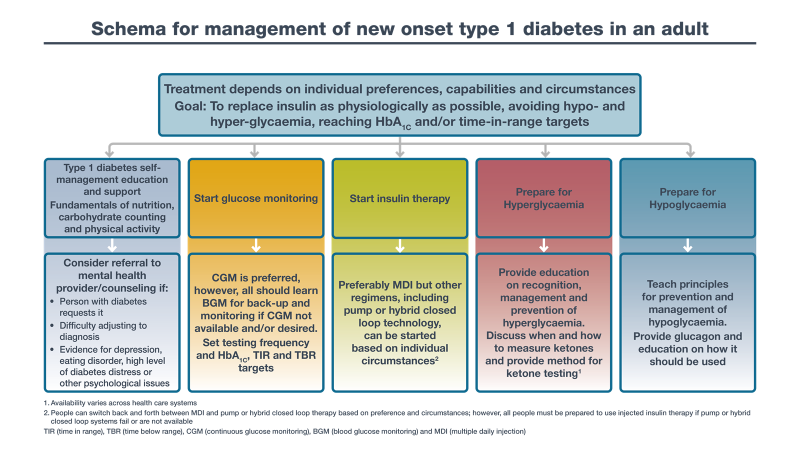 Schema for management of new onset type 1 diabetes in an adult
Treatment depends on individual preferences, capabilities and circumstances
Goal: To replace insulin as physiologically as possible, avoiding hypo- and
hyper-glycaemia, reaching HbA1C and/or time-in-range targets
Type 1 diabetes self-
management education
and support
Fundamentals of nutrition,
carbohydrate counting
and physical activity
Start glucose monitoring
Start insulin therapy
Prepare for
Hyperglycaemia
Prepare for
Hypoglycaemia
Consider referral to
mental health
provider/counseling if:
• Person with diabetes
requests it
• Difficulty adjusting to
diagnosis
• Evidence for depression,
eating disorder, high level
of diabetes distress or
other psychological issues
CGM is preferred,
however, all should learn
BGM for back-up and
monitoring if CGM not
available and/or desired.
Set testing frequency
and HbA1C, TIR and TBR
targets
Preferably MDI but other
regimens, including
pump or hybrid closed
loop technology,
can be started
based on individual
circumstances2
Provide education
on recognition,
management and
prevention of
hyperglycaemia.
Discuss when and how
to measure ketones
and provide method for
ketone testing1
Teach principles
for prevention and
management of
hypoglycaemia.
Provide glucagon and
education on how it
should be used
1. Availability varies across health care systems
2. People can switch back and forth between MDI and pump or hybrid closed loop therapy based on preference and circumstances; however, all people must be prepared to use injected insulin therapy if pump or hybrid
closed loop systems fail or are not available
TIR (time in range), TBR (time below range), CGM (continuous glucose monitoring), BGM (blood glucose monitoring) and MDI (multiple daily injection)